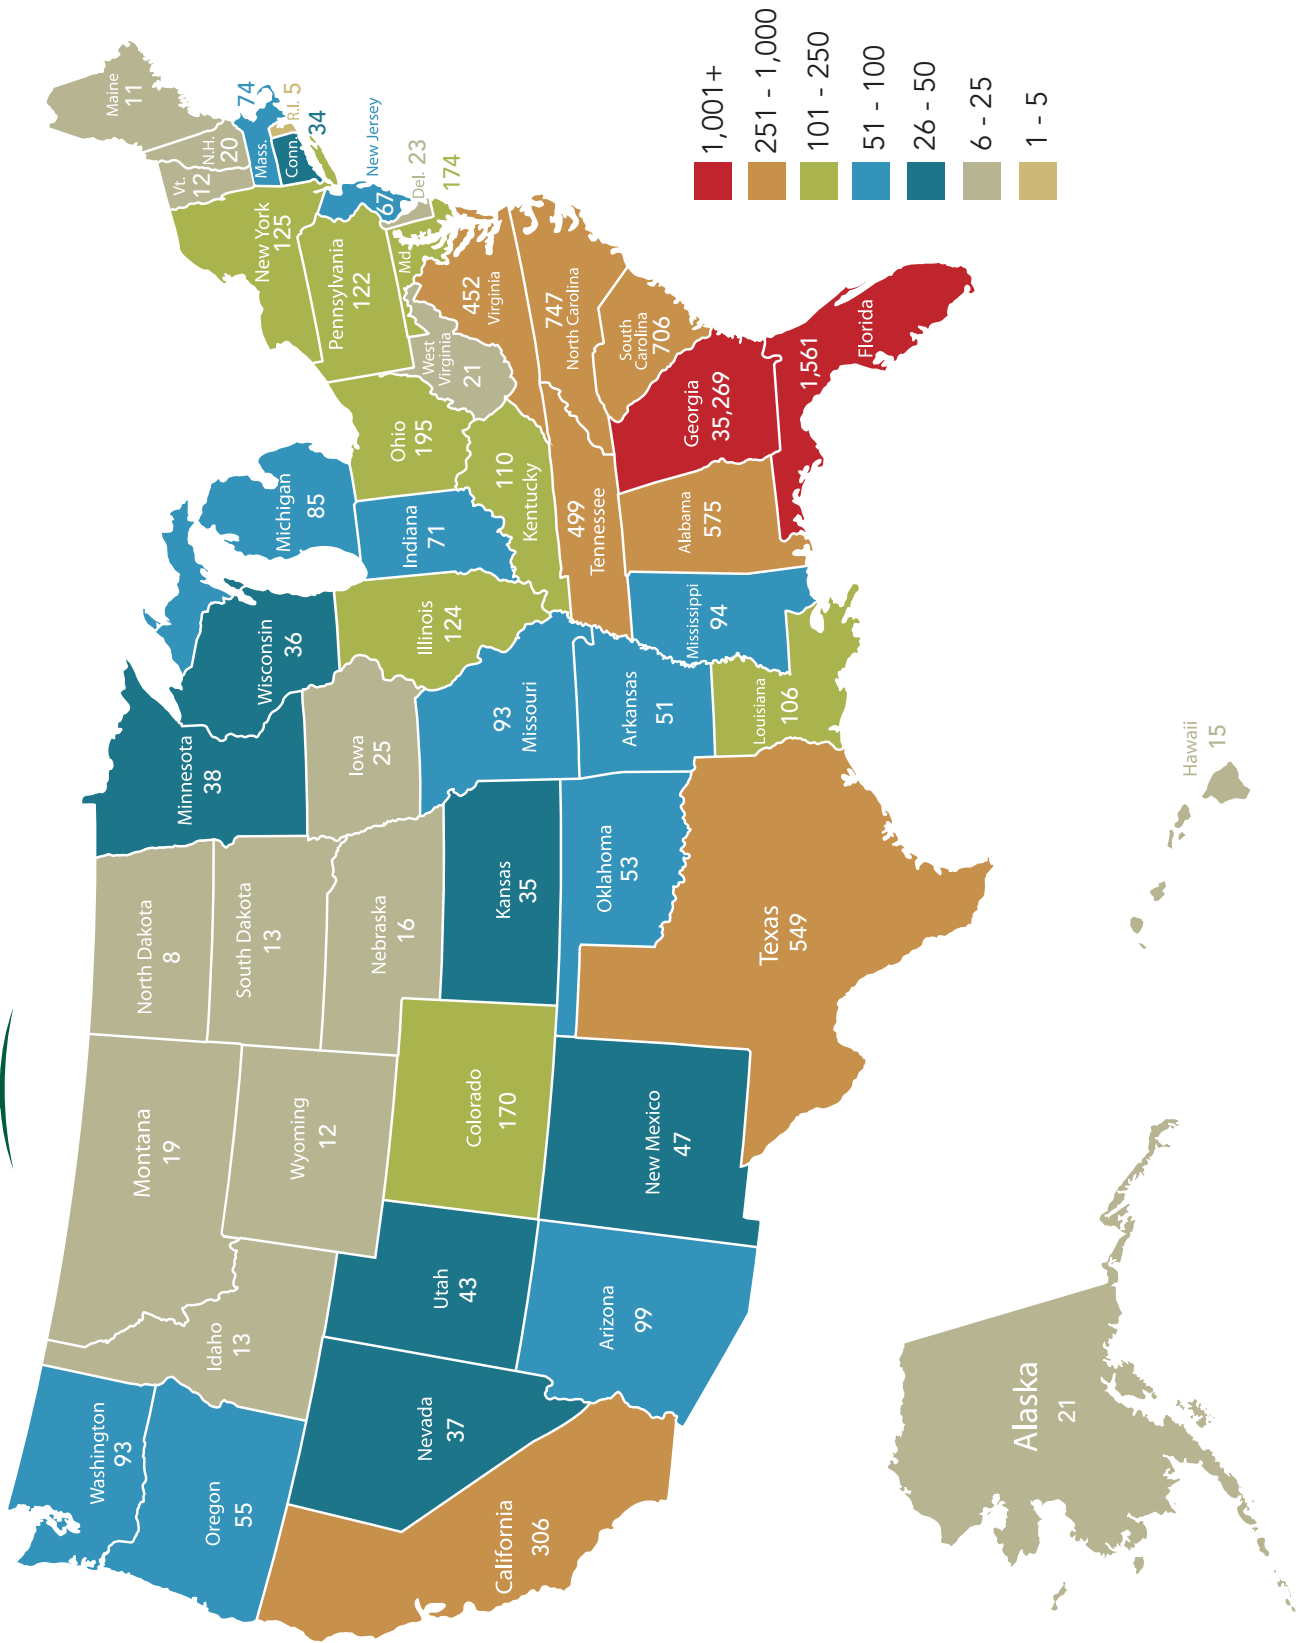 Washington
93
Oregon
55
California
306
Nevada
37
Idaho
13
Montana
19
Wyoming
12
Utah
43
Arizona
99
Colorado
170
New Mexico
47
North Dakota
8
South Dakota
13
Nebraska
16
Kansas
35
Oklahoma
53
Texas
549
Minnesota
38
Iowa
25
93
Missouri
Arkansas
51
Louisiana
106
Wisconsin
36
Illinois
124
Michigan
85
Indiana
71
Ohio
195
110
Kentucky
499
Tennessee
Mississippi
94
Alabama
575
Georgia
35,269
1,561
Florida
South
Carolina
706
747
North Carolina
452
Virginia
West
Virginia
21
Pennsylvania
122
New York
125
Vt.
12
N.H.
20
Maine
11
Mass.
74
R.I. 5
Conn.
34
New Jersey
67
Del. 23
Md.
174
Alaska
21
Hawaii
15
1,001+
251 - 1,000
101 - 250
51 - 100
26 - 50
6 - 25
1 - 5